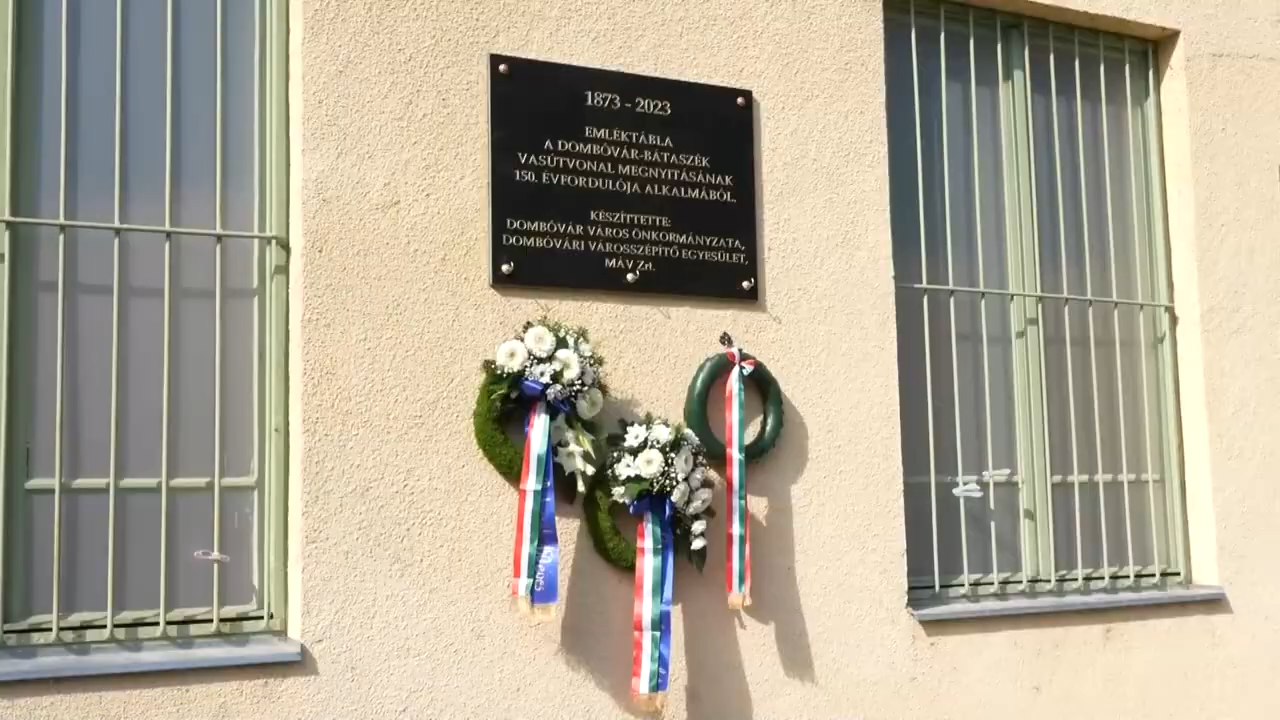 1873 - 2023
EMLÉKTÁBLA
A DOMBÓVÁR-BÁTASZÉK
VASÚTVONAL MEGNYITÁSÁNAK
150. ÉVFORDULÓJA ALKALMÁBÓL.
KÉSZÍTTETTE:
DOMBÓVÁR VÁROS ÖNKORMÁNYZATA,
DOMBÓVÁRI VÁROSSZÉPÍTŐ EGYESÜLET,
MÁV Zrt.